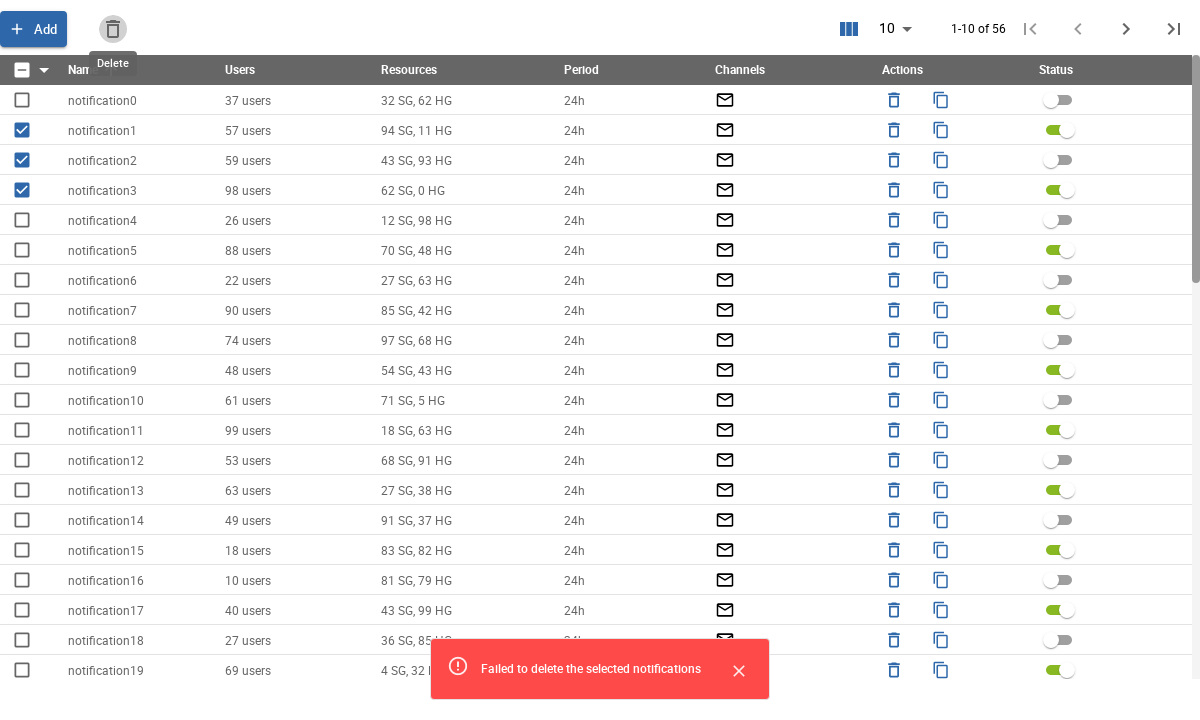 Add
10
1-10 of 56
Delete
Users Resources Period Channels Actions Status
notification0 37 users 32 SG, 62 HG 24h
notification1 57 users 94 SG, 11 HG 24h
notification2 59 users 43 SG, 93 HG 24h
notification3 98 users 62 SG, 0 HG 24h
notification4 26 users 12 SG, 98 HG 24h
notification5 88 users 70 SG, 48 HG 24h
notification6 22 users 27 SG, 63 HG 24h
notification7 90 users 85 SG, 42 HG 24h
notification8 74 users 97 SG, 68 HG 24h
notification9 48 users 54 SG, 43 HG 24h
notification10 61 users 71 SG, 5 HG 24h
notification11 99 users 18 SG, 63 HG 24h
notification12 53 users 68 SG, 91 HG 24h
notification13 63 users 27 SG, 38 HG 24h
notification14 49 users 91 SG, 37 HG 24h
notification15 18 users 83 SG, 82 HG 24h
notification16 10 users 81 SG, 79 HG 24h
notification17 40 users 43 SG, 99 HG 24h
notification18 27 users 36 SG, 85
notification19 69 users 4 SG, 32
Failed to delete the selected notifications